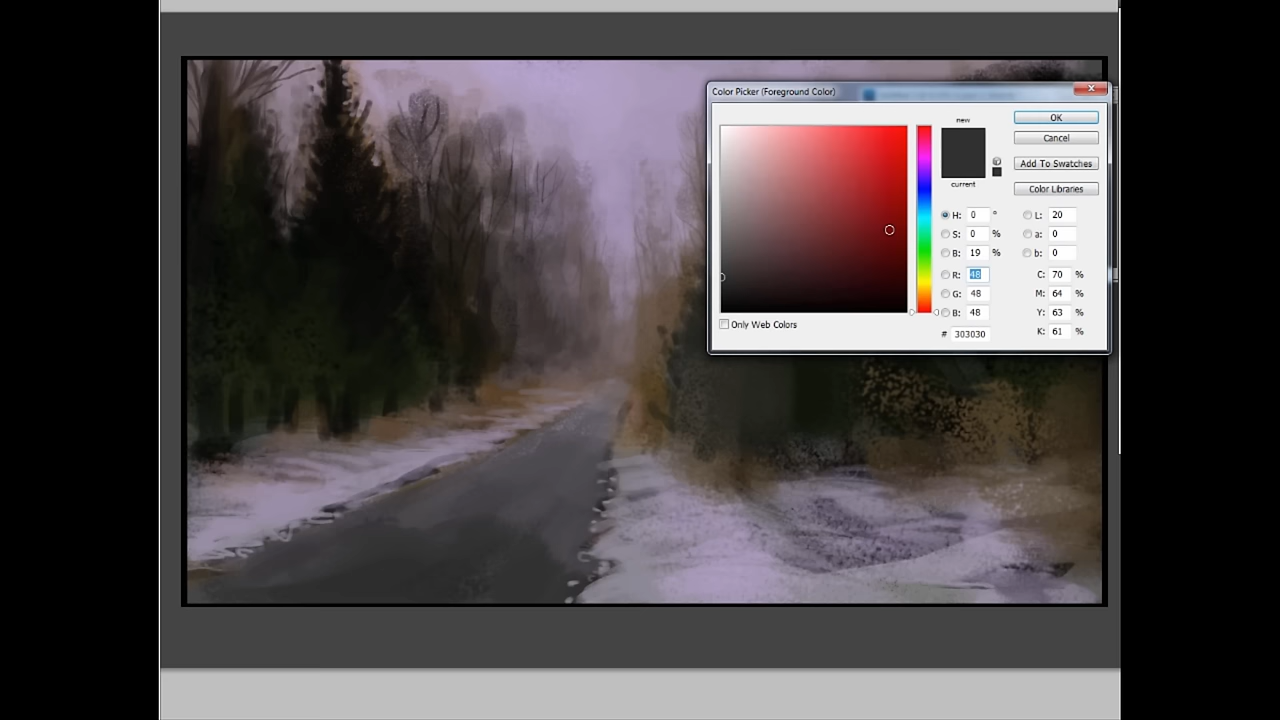 Color Picker (Foreground Color)
new
current
OK
Cancel
Add To Swatches
Color Libraries
H: 0 °
S: 0 %
B: 19 %
R: 48
G: 48
B: 48
# 303030
L: 20
a: 0
b: 0
C: 70 %
M: 64 %
Y: 63 %
K: 61 %
Only Web Colors